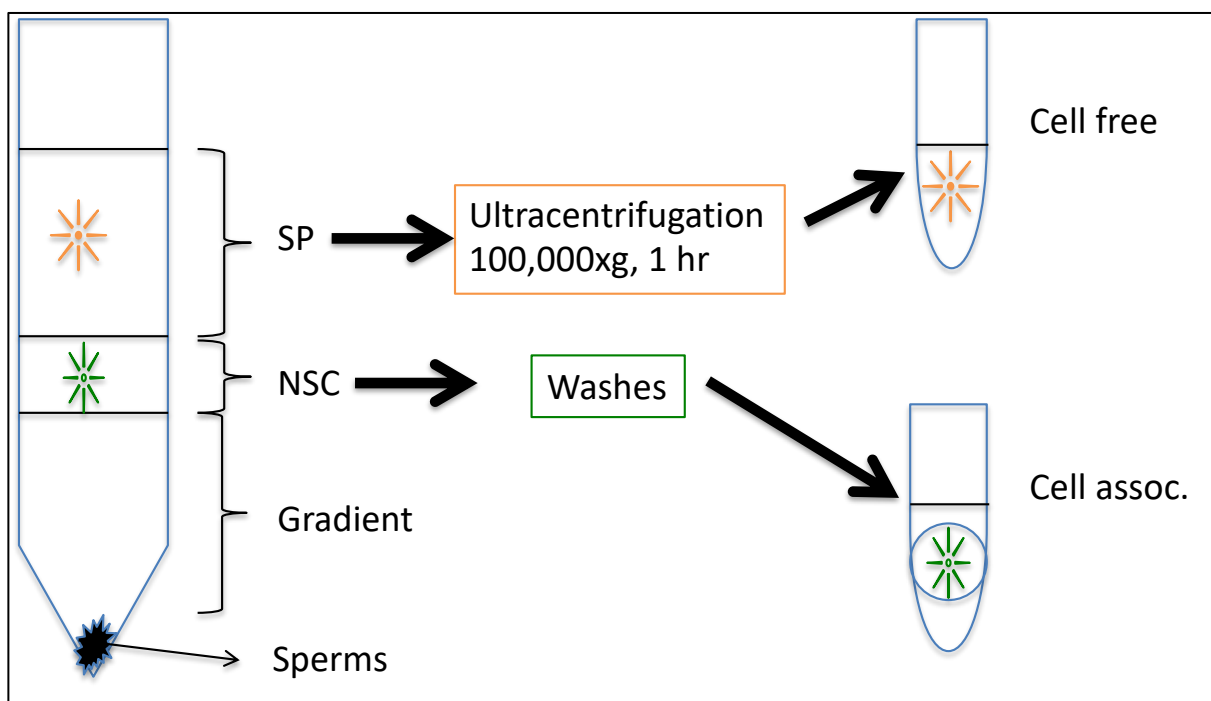 Cell free
SP
Ultracentrifugation
100,000xg, 1 hr
NSC
Washes
Cell assoc.
Gradient
Sperms